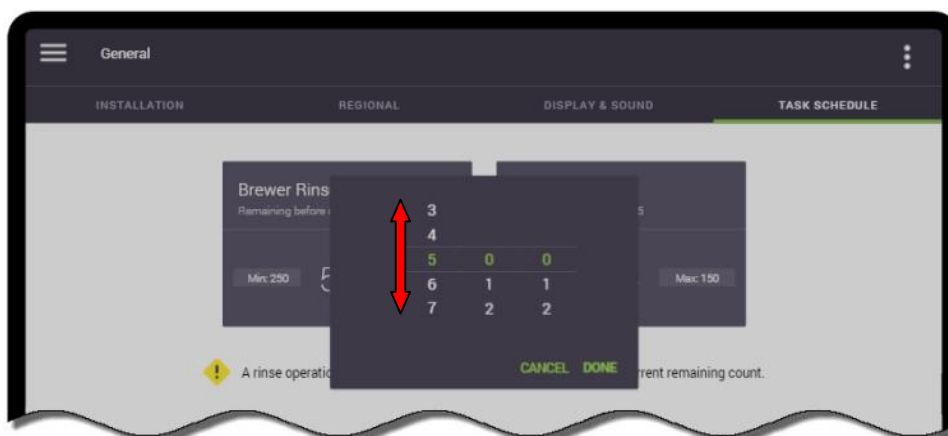 General
INSTALLATION REGIONAL DISPLAY & SOUND TASK SCHEDULE
Brewer Rins
Remaining before
5
3
4
5 0 0
Min: 250 5 6 1 1 Max: 150
7 2 2
CANCEL DONE
! A rinse operatio rrent remaining count.